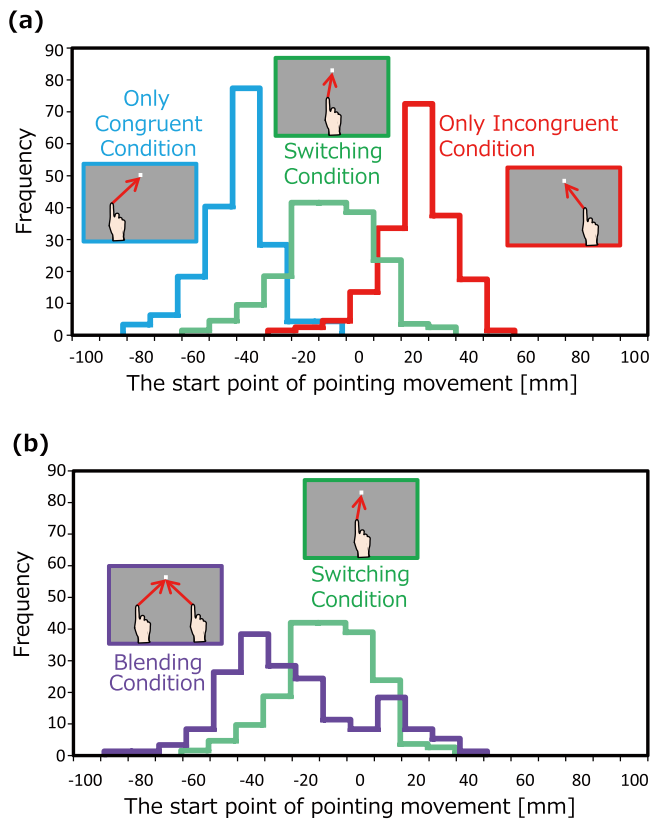 (a)
90
80
70
60
50
40
30
20
10
0
Frequency
Only
Congruent
Condition
Switching
Condition
Only Incongruent
Condition
-100 -80 -60 -40 -20 0 20 40 60 80 100
The start point of pointing movement [mm]
(b)
90
80
70
60
50
40
30
20
10
0
Frequency
Switching
Condition
Blending
Condition
-100 -80 -60 -40 -20 0 20 40 60 80 100
The start point of pointing movement [mm]